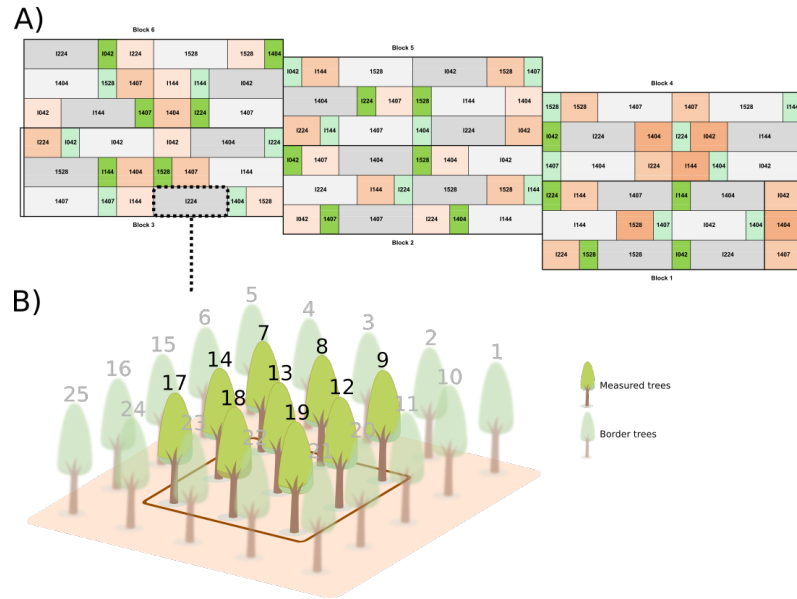 A)
Block 6
I224 I042 I224 1528 1528 1404
1404 1528 1407 I144 I144 I042
I042 I144 1407 1404 I224 1407
I224 I042 I042 I042 1404 I224
1528 I144 1404 1528 1407 I144
1407 1407 I144 I224 1404 1528
Block 3
Block 5
I042 I144 1528 I042 1528 1407
1404 I224 1407 1528 I144 1404
1528 I144 1407 1404 I224 I042
I042 1407 1404 1528 1404 I042
I224 I144 I224 1528 I144
I042 1407 1407 I224 1404 I144
Block 2
Block 4
1528 1528 1407 1407 1528 I144
I042 I224 1404 I224 I042 I144
1407 1404 I224 I144 I042
I224 1407 I144 1404 I042
I144 1528 1407 I042 1404 1404
I224 1528 1528 I042 I224 1407
Block 1
B)
5
4
3
2
1
6
7
8
9
10
16
15
14
13
12
11
25
24
17
18
19
20
23
22
21
Measured trees
Border trees